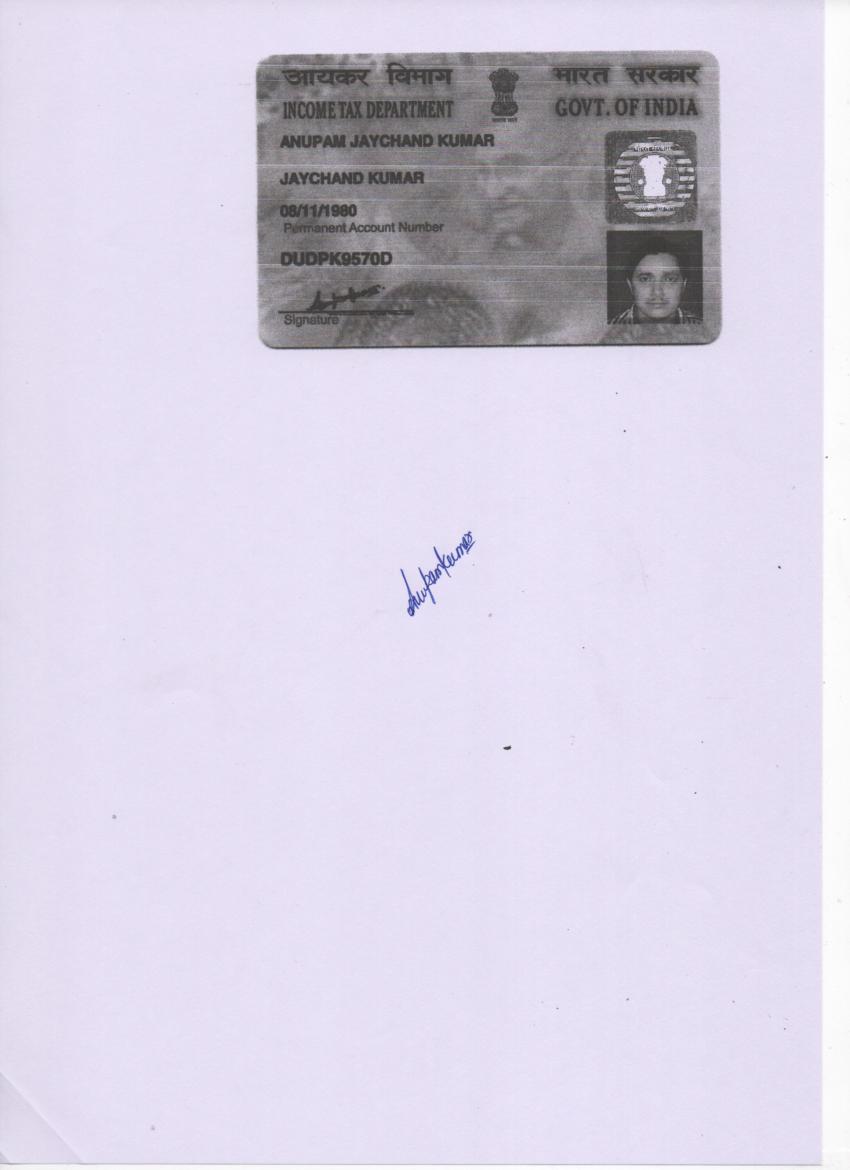 आयकर विभाग
भारत सरकार
INCOME TAX DEPARTMENT
GOVT. OF INDIA
ANUPAM JAYCHAND KUMAR
JAYCHAND KUMAR
08/11/1980
Permanent Account Number
DUDPK9570D
Signature
Anupamkumar